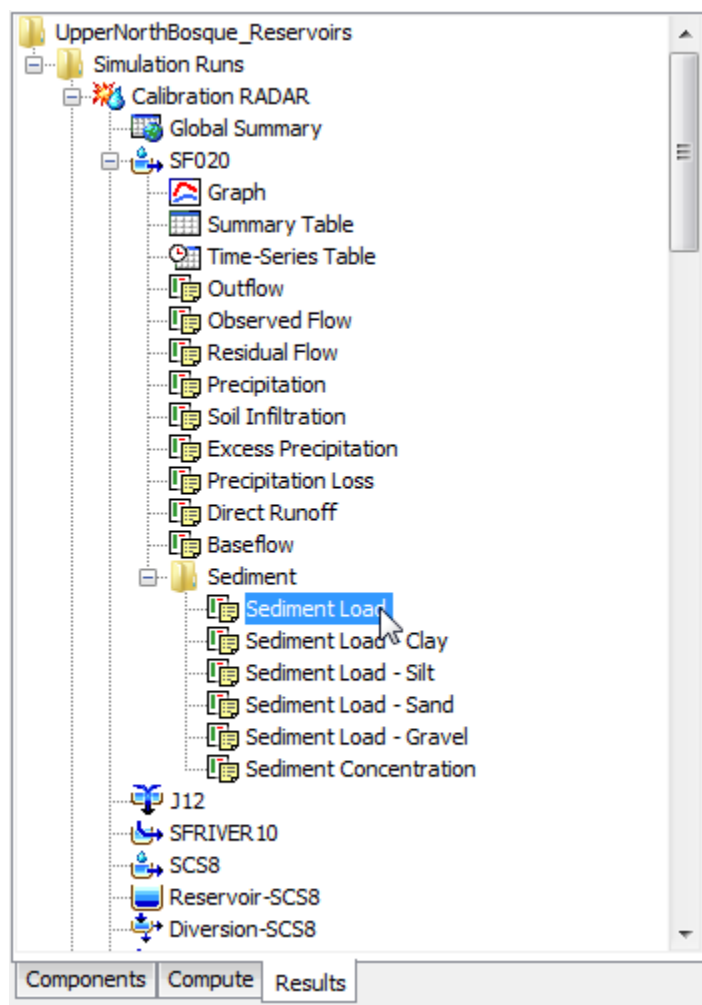 UpperNorthBosque_Reservoirs
Simulation Runs
Calibration RADAR
Global Summary
SF020
Graph
Summary Table
Time-Series Table
Outflow
Observed Flow
Residual Flow
Precipitation
Soil Infiltration
Excess Precipitation
Precipitation Loss
Direct Runoff
Baseflow
Sediment
Sediment Load
Sediment Load - Clay
Sediment Load - Silt
Sediment Load - Sand
Sediment Load - Gravel
Sediment Concentration
J12
SFRIVER10
SCS8
Reservoir-SCS8
Diversion-SCS8
Components Compute Results